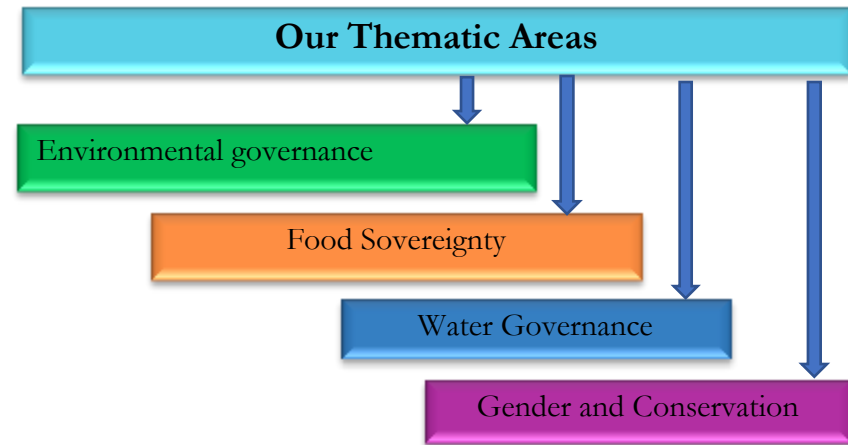 Our Thematic Areas
Environmental governance
Food Sovereignty
Water Governance
Gender and Conservation